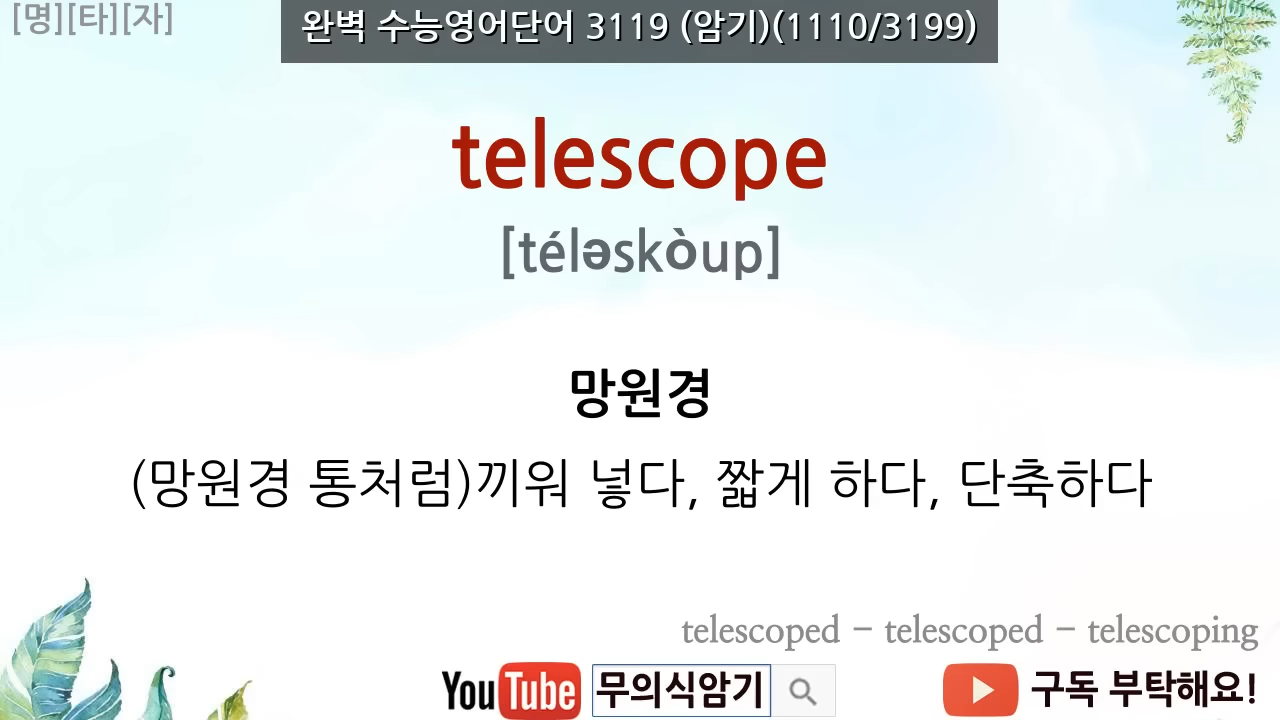 [명][타][자]
완벽 수능영어단어 3119 (암기)(1110/3199)
telescope
[téləskòup]
망원경
(망원경 통처럼)끼워 넣다, 짧게 하다, 단축하다
telescoped - telescoped - telescoping
YouTube 무의식암기 구독 부탁해요!